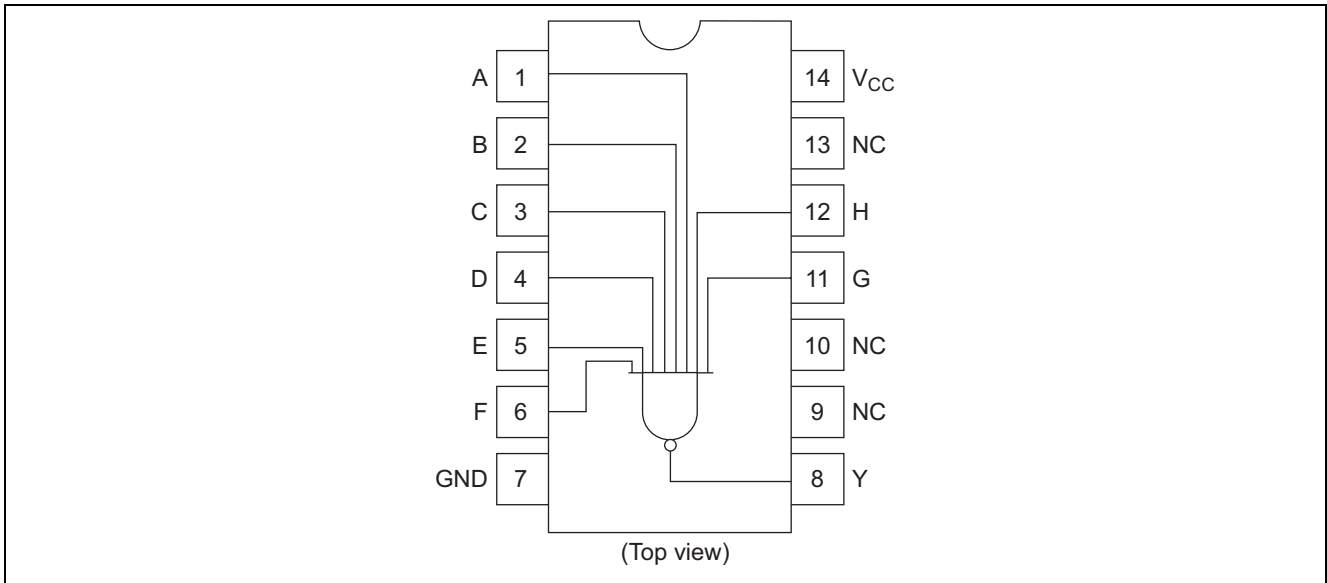 A 1 14 VCC
B 2 13 NC
C 3 12 H
D 4 11 G
E 5 10 NC
F 6 9 NC
GND 7 8 Y
(Top view)